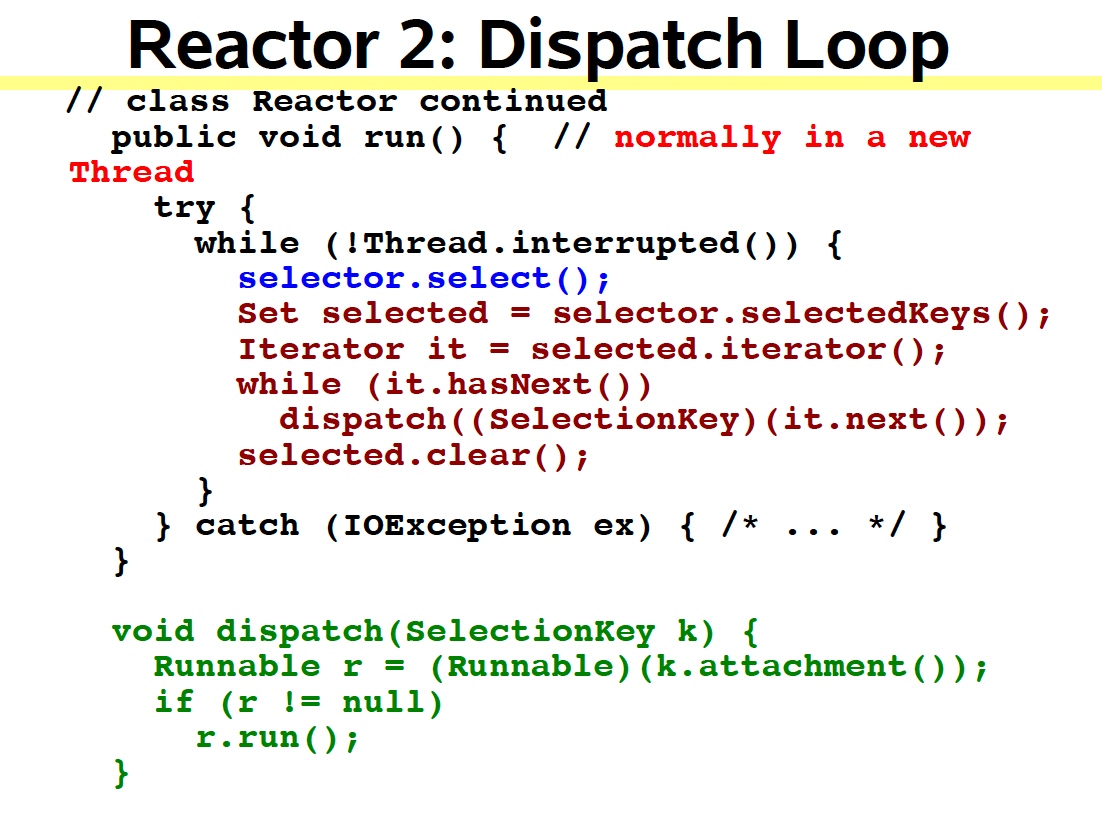 Reactor 2: Dispatch Loop
// class Reactor continued
public void run() {  // normally in a new
Thread
try {
while (!Thread.interrupted()) {
selector.select();
Set selected = selector.selectedKeys();
Iterator it = selected.iterator();
while (it.hasNext())
dispatch((SelectionKey)(it.next());
selected.clear();
}
} catch (IOException ex) { /* ... */ }
}
void dispatch(SelectionKey k) {
Runnable r = (Runnable)(k.attachment());
if (r != null)
r.run();
}